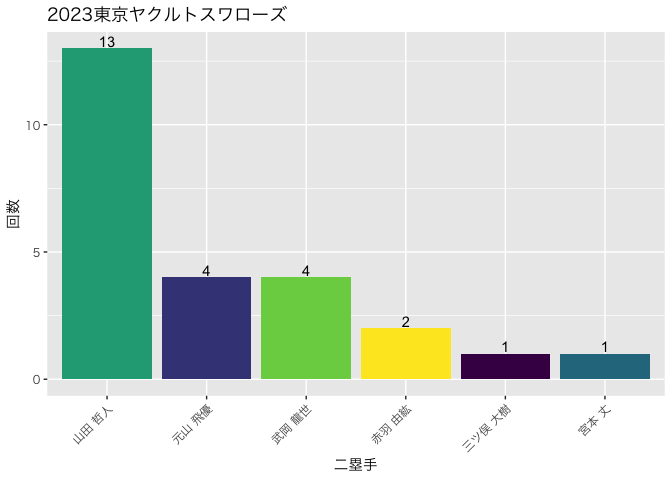 2023東京ヤクルトスワローズ
回数
10
5
0
13
4
4
2
1
1
山田 哲人
元山 飛優
武岡 龍世
赤羽 由紘
三ツ俣 大樹
宮本 丈
二塁手